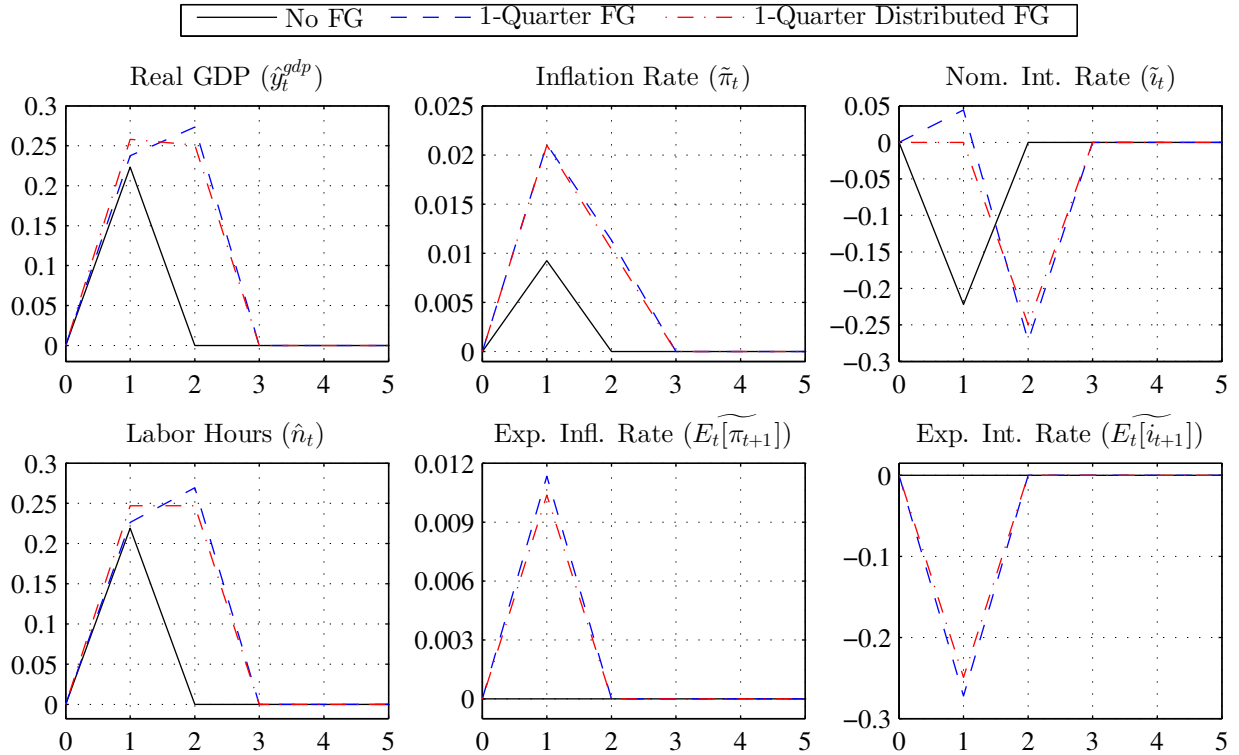 No FG 1-Quarter FG 1-Quarter Distributed FG
Real GDP (ŷ_t^{gdp})
0.3
0.25
0.2
0.15
0.1
0.05
0
0 1 2 3 4 5
Inflation Rate (π̃_t)
0.025
0.02
0.015
0.01
0.005
0
0 1 2 3 4 5
Nom. Int. Rate (ı̃_t)
0.05
0
−0.05
−0.1
−0.15
−0.2
−0.25
−0.3
0 1 2 3 4 5
Labor Hours (n̂_t)
0.3
0.25
0.2
0.15
0.1
0.05
0
0 1 2 3 4 5
Exp. Infl. Rate (\widetilde{E_t[π_{t+1}]})
0.012
0.009
0.006
0.003
0.000
0 1 2 3 4 5
Exp. Int. Rate (\widetilde{E_t[i_{t+1}]})
0
−0.1
−0.2
−0.3
0 1 2 3 4 5